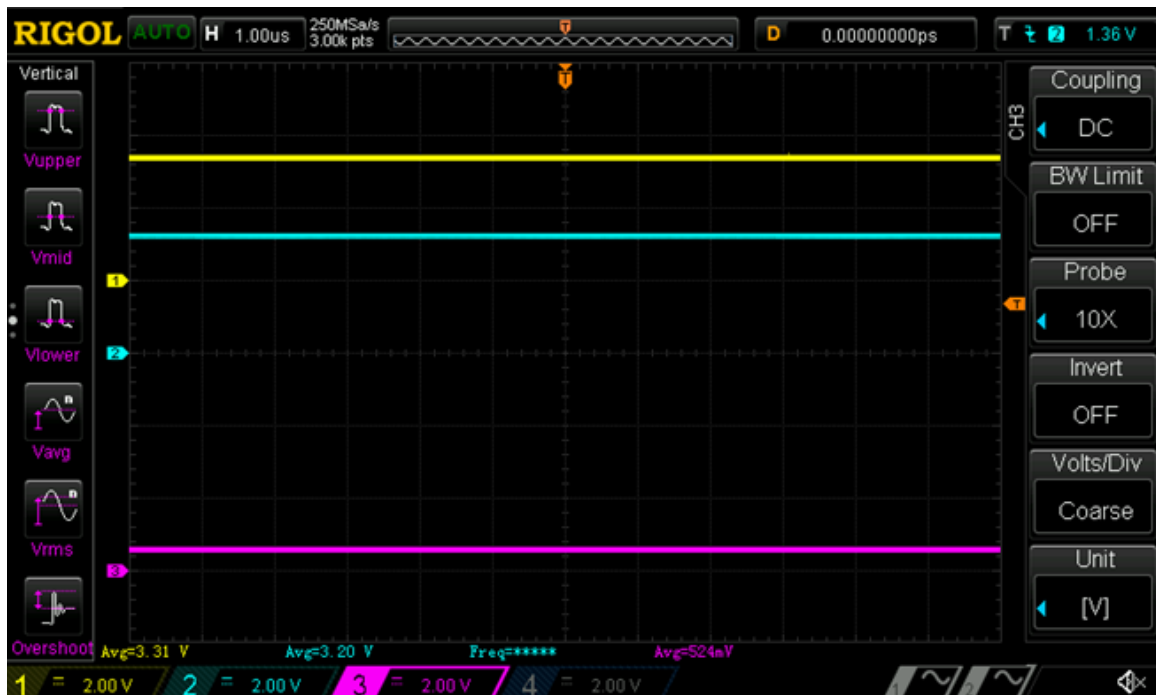 RIGOL AUTO H 1.00us 250MSa/s 3.00k pts T D 0.00000000ps T 2 1.36 V
Vertical
Vupper
Vmid
Vlower
Vavg
n
Vrms
n
Overshoot
T
1
2
3
T
CH3
Coupling
DC
BW Limit
OFF
Probe
10X
Invert
OFF
Volts/Div
Coarse
Unit
[V]
Avg=3.31 V Avg=3.20 V Freq=***** Avg=524mV
1 = 2.00 V 2 = 2.00 V 3 = 2.00 V 4 = 2.00 V 1 2